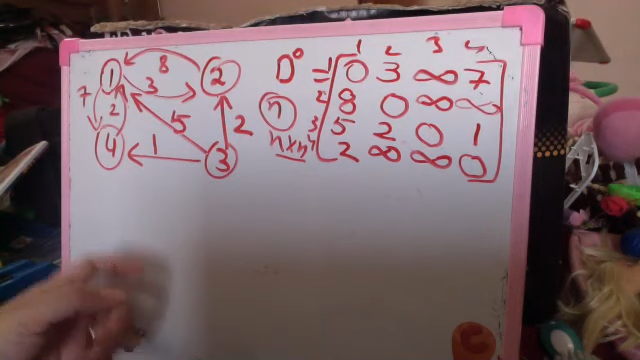 1 2 3 4
8
3
7
2
5
2
1
1 2 3 4
D⁰ =
1 0 3 ∞ 7
2 8 0 ∞ ∞
3 5 2 0 1
4 2 ∞ ∞ 0
n
n×n